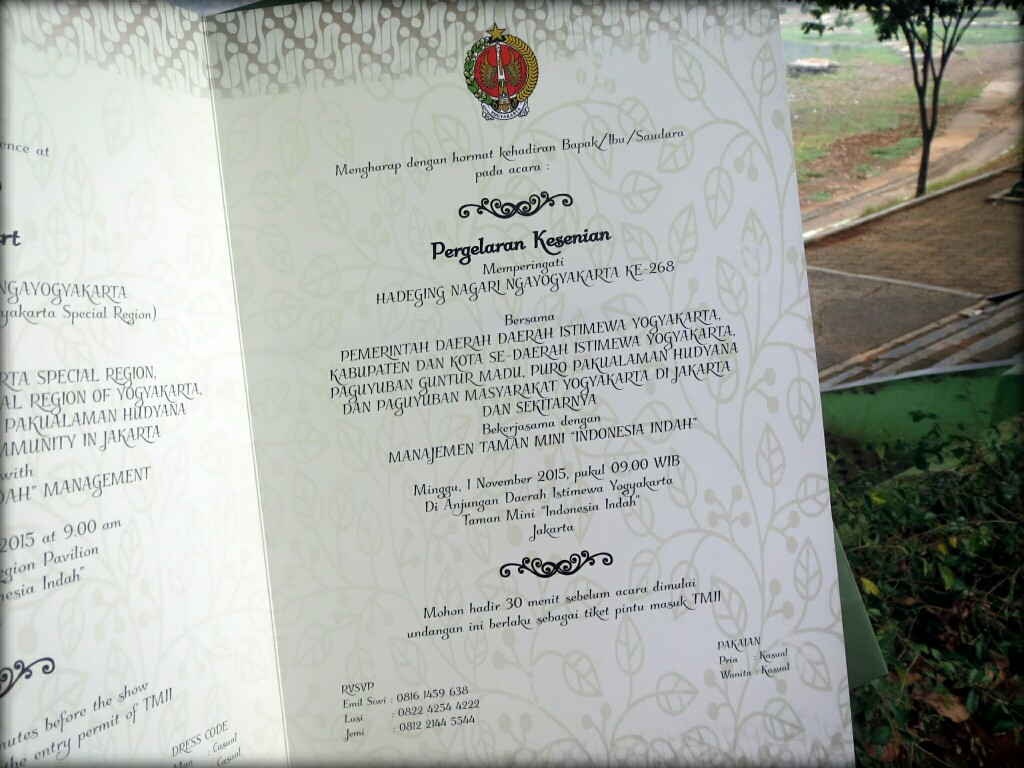 ence at
rt
NGAYOGYAKARTA
yakarta Special Region)
RTA SPECIAL REGION,
AL REGION OF YOGYAKARTA,
PAKUALAMAN HUDYANA
MMUNITY IN JAKARTA
with
DAH" MANAGEMENT
2015 at 9.00 am
egion Pavilion
nesia Indah"
nutes before the show
the entry permit of TMII
DRESS CODE
Man : Casual
: Casual
YOGYAKARTA
Mengharap dengan hormat kehadiran Bapak/Ibu/Saudara
pada acara :
Pergelaran Kesenian
Memperingati
HADEGING NAGARI NGAYOGYAKARTA KE-268
Bersama
PEMERINTAH DAERAH DAERAH ISTIMEWA YOGYAKARTA,
KABUPATEN DAN KOTA SE-DAERAH ISTIMEWA YOGYAKARTA,
PAGUYUBAN GUNTUR MADU, PURO PAKUALAMAN HUDYANA
DAN PAGUYUBAN MASYARAKAT YOGYAKARTA DI JAKARTA
DAN SEKITARNYA
Bekerjasama dengan
MANAJEMEN TAMAN MINI "INDONESIA INDAH"
Minggu, 1 November 2015, pukul 09.00 WIB
Di Anjungan Daerah Istimewa Yogyakarta
Taman Mini "Indonesia Indah"
Jakarta
Mohon hadir 30 menit sebelum acara dimulai
undangan ini berlaku sebagai tiket pintu masuk TMII
PAKAIAN
Pria : Kasual
Wanita : Kasual
RVSVP
Emil Siwi : 0816 1459 638
Lusi : 0822 4254 4222
Jemi : 0812 2144 5544